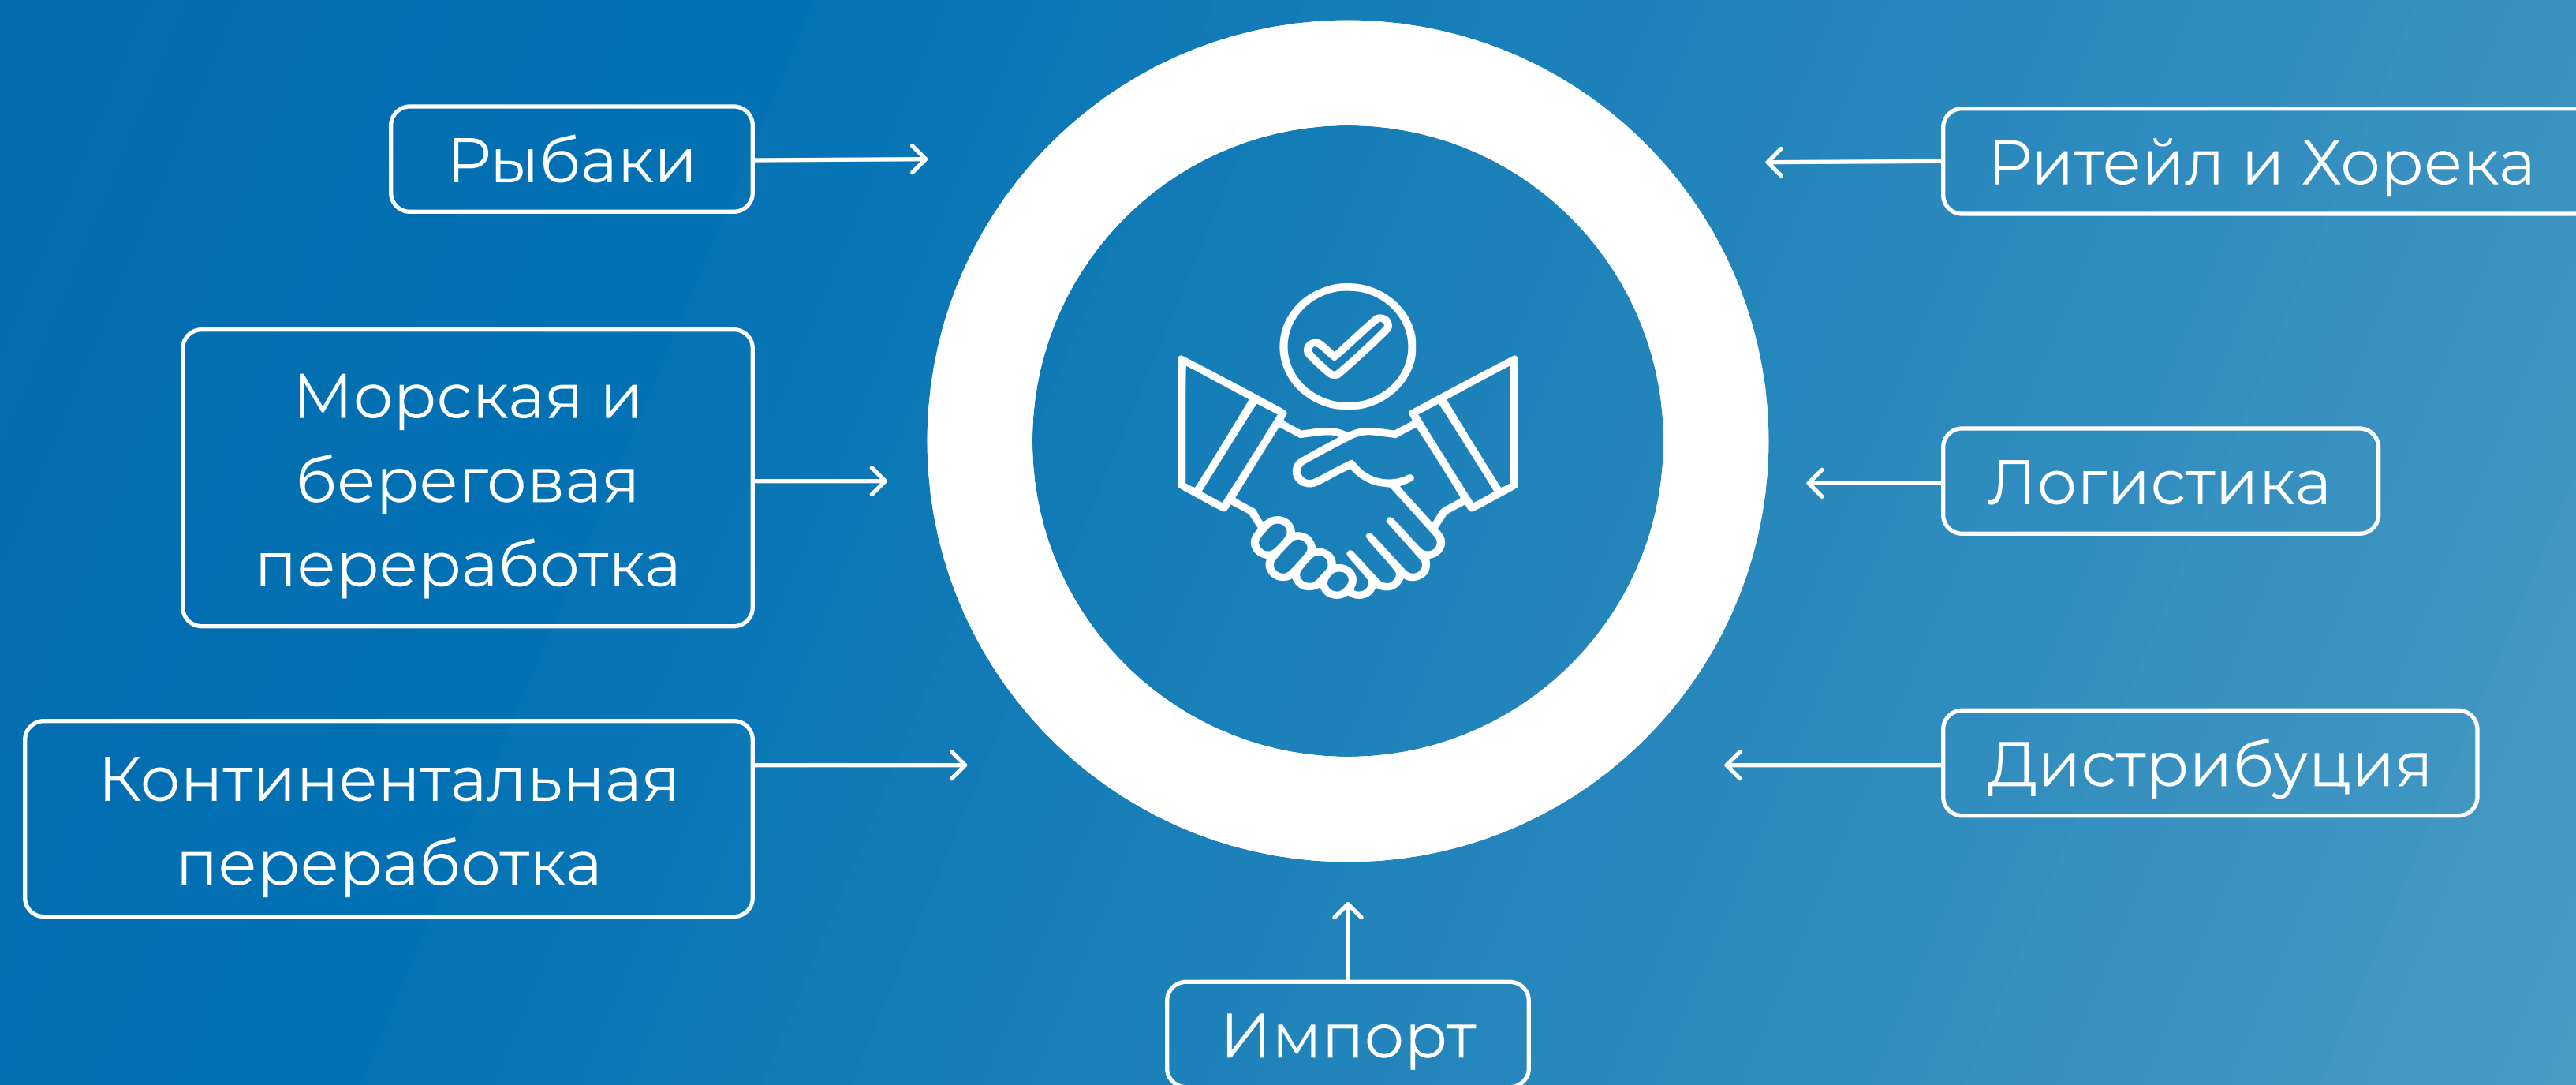 Рыбаки
Морская и
береговая
переработка
Континентальная
переработка
Импорт
Ритейл и Хорека
Логистика
Дистрибуция